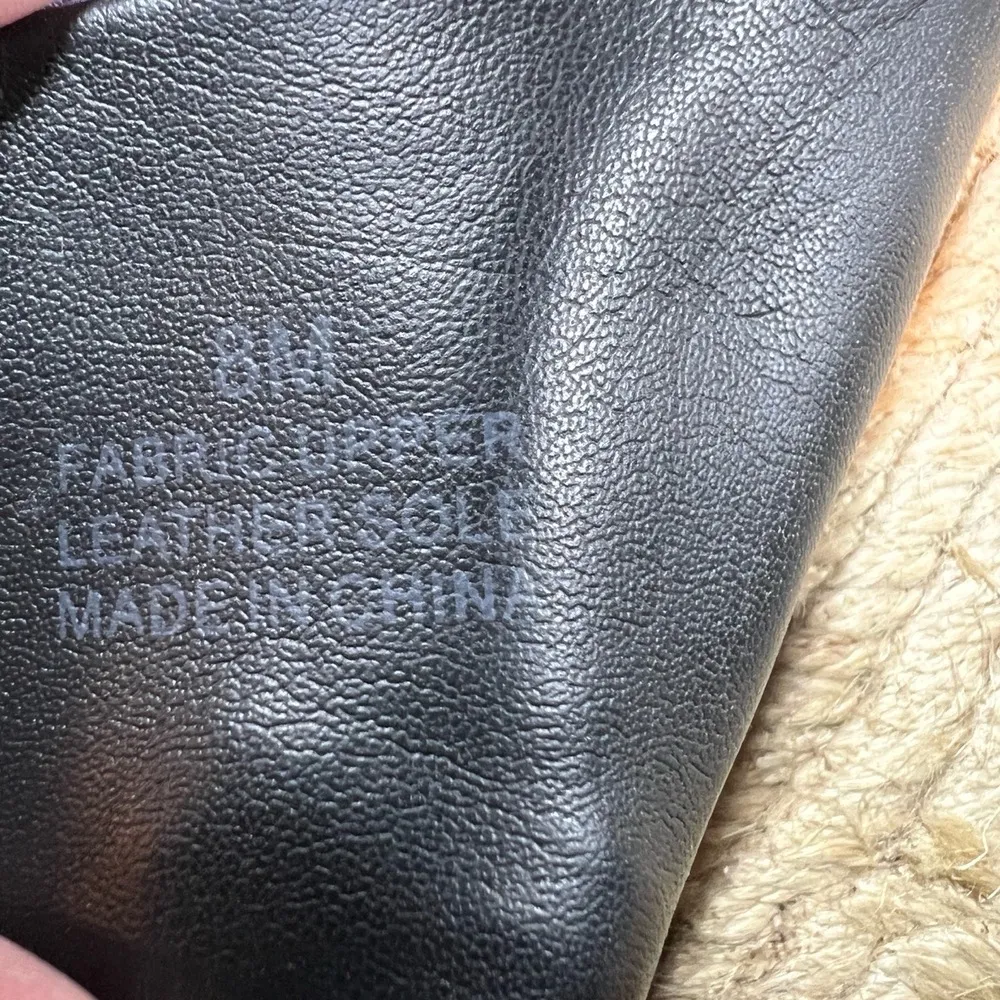 8M
FABRIC UPPER
LEATHER SOLE
MADE IN CHINA